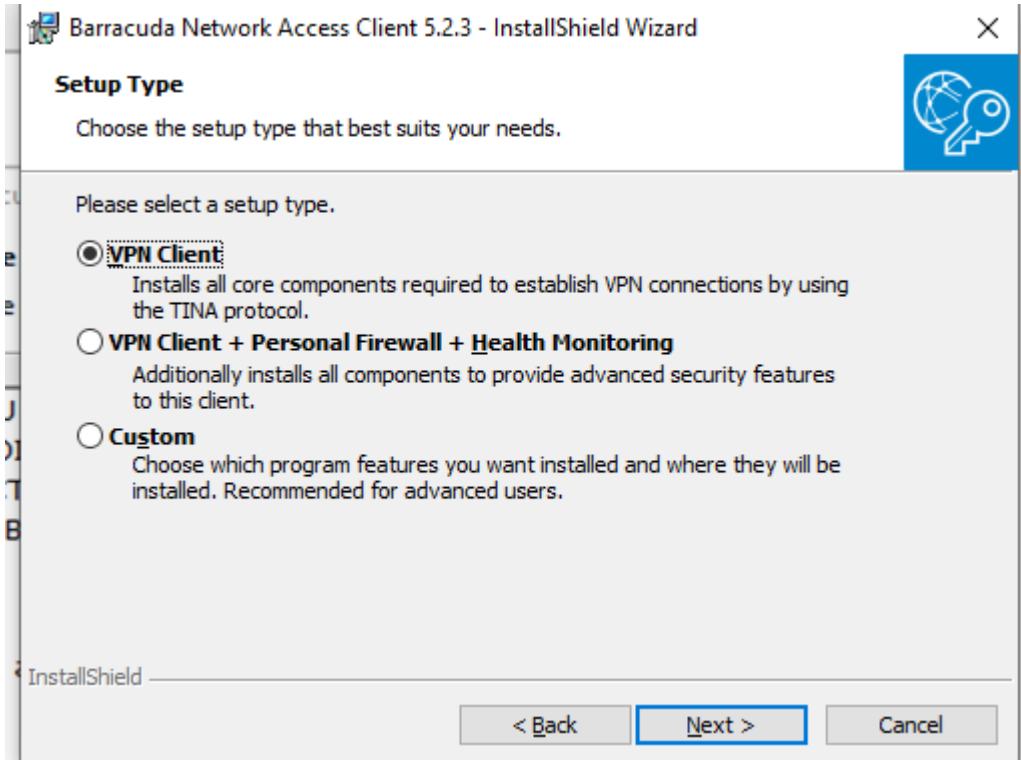 Barracuda Network Access Client 5.2.3 - InstallShield Wizard
Setup Type
Choose the setup type that best suits your needs.
Please select a setup type.
VPN Client
Installs all core components required to establish VPN connections by using
the TINA protocol.
VPN Client + Personal Firewall + Health Monitoring
Additionally installs all components to provide advanced security features
to this client.
Custom
Choose which program features you want installed and where they will be
installed. Recommended for advanced users.
InstallShield
< Back
Next >
Cancel